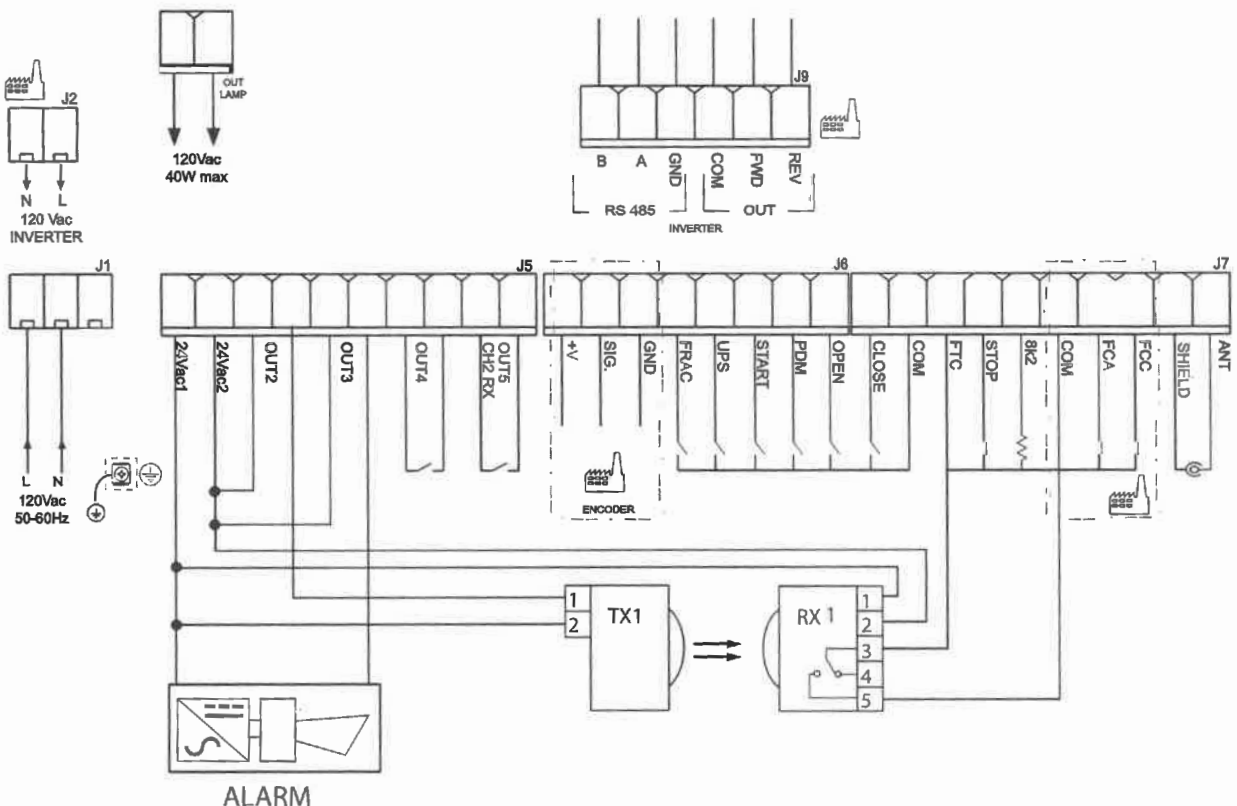 J2
N L
120 Vac
INVERTER
OUT
LAMP
120Vac
40W max
J9
B A GND COM FWD REV
RS 485 OUT
INVERTER
J1
L N
120Vac
50-60Hz
J5
24Vac1 24Vac2 OUT2 OUT3 OUT4 OUT5
CH2 RX
J6
+V SIG. GND FRAC UPS START PDM OPEN
ENCODER
J7
CLOSE COM FTC STOP 8k2 COM FCA FCC SHIELD ANT
1
2
TX1
RX 1
1
2
3
4
5
ALARM